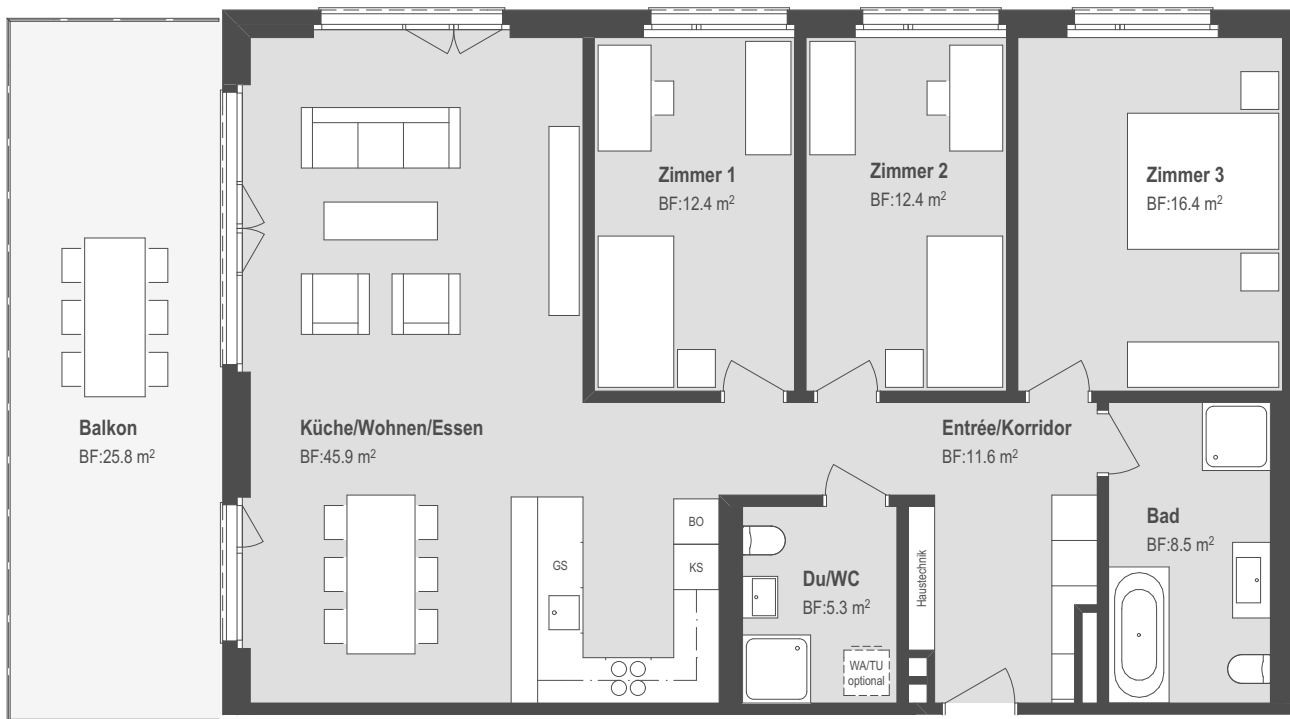 Zimmer 1
BF:12.4 m²
Zimmer 2
BF:12.4 m²
Zimmer 3
BF:16.4 m²
Balkon
BF:25.8 m²
Küche/Wohnen/Essen
BF:45.9 m²
Entrée/Korridor
BF:11.6 m²
BO
GS
KS
Du/WC
BF:5.3 m²
WA/TU
optional
Haustechnik
Bad
BF:8.5 m²